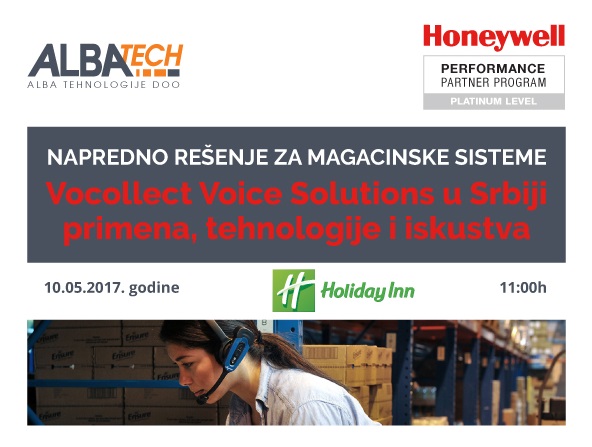 ALBATECH
ALBA TEHNOLOGIJE DOO
Honeywell
PERFORMANCE
PARTNER PROGRAM
PLATINUM LEVEL
NAPREDNO REŠENJE ZA MAGACINSKE SISTEME
Vocollect Voice Solutions u Srbiji
primena, tehnologije i iskustva
10.05.2017. godine
H Holiday Inn
11:00h